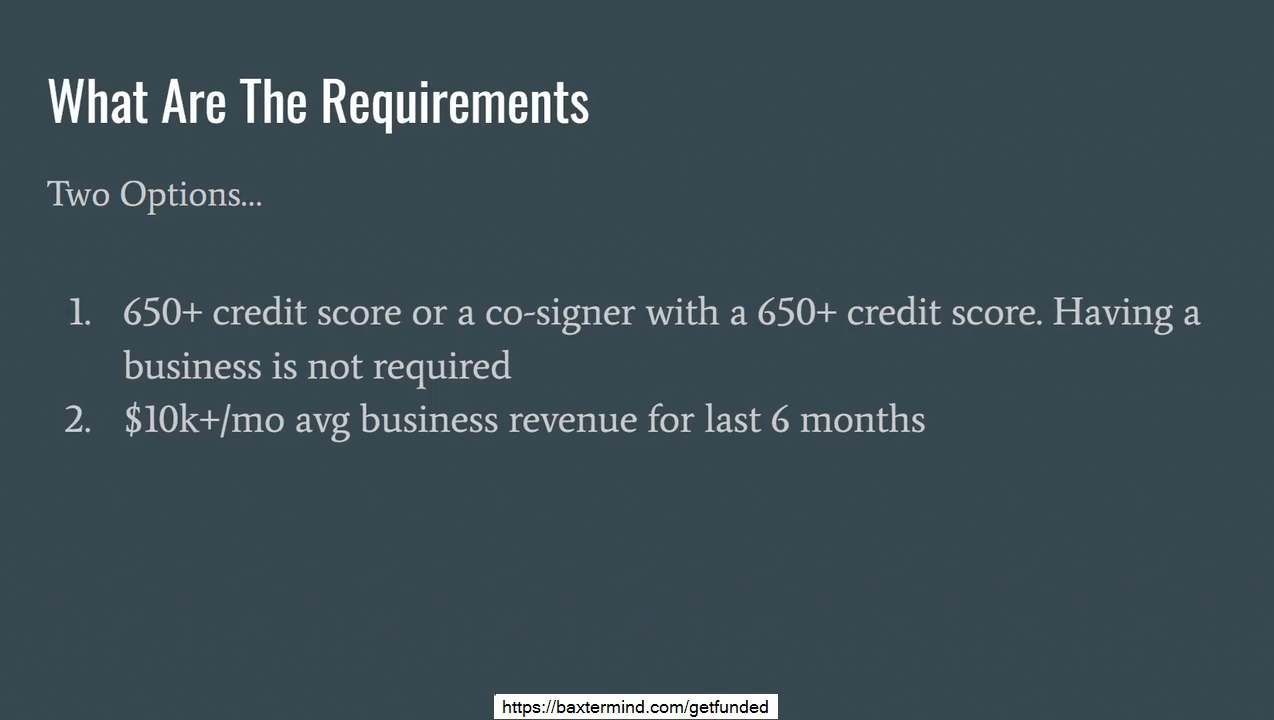 What Are The Requirements
Two Options...
1. 650+ credit score or a co-signer with a 650+ credit score. Having a
business is not required
2. $10k+/mo avg business revenue for last 6 months
https://baxtermind.com/getfunded